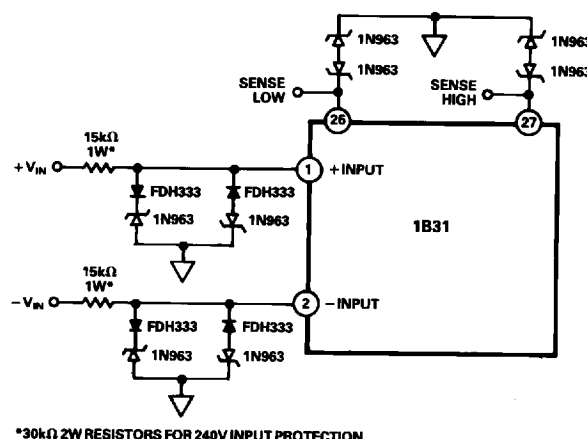 1N963
1N963
1N963
1N963
SENSE
LOW
SENSE
HIGH
26
27
15kΩ
1W*
+VIN
1
+INPUT
FDH333
FDH333
1N963
1N963
1B31
15kΩ
1W*
-VIN
2
-INPUT
FDH333
FDH333
1N963
1N963
*30kΩ 2W RESISTORS FOR 240V INPUT PROTECTION